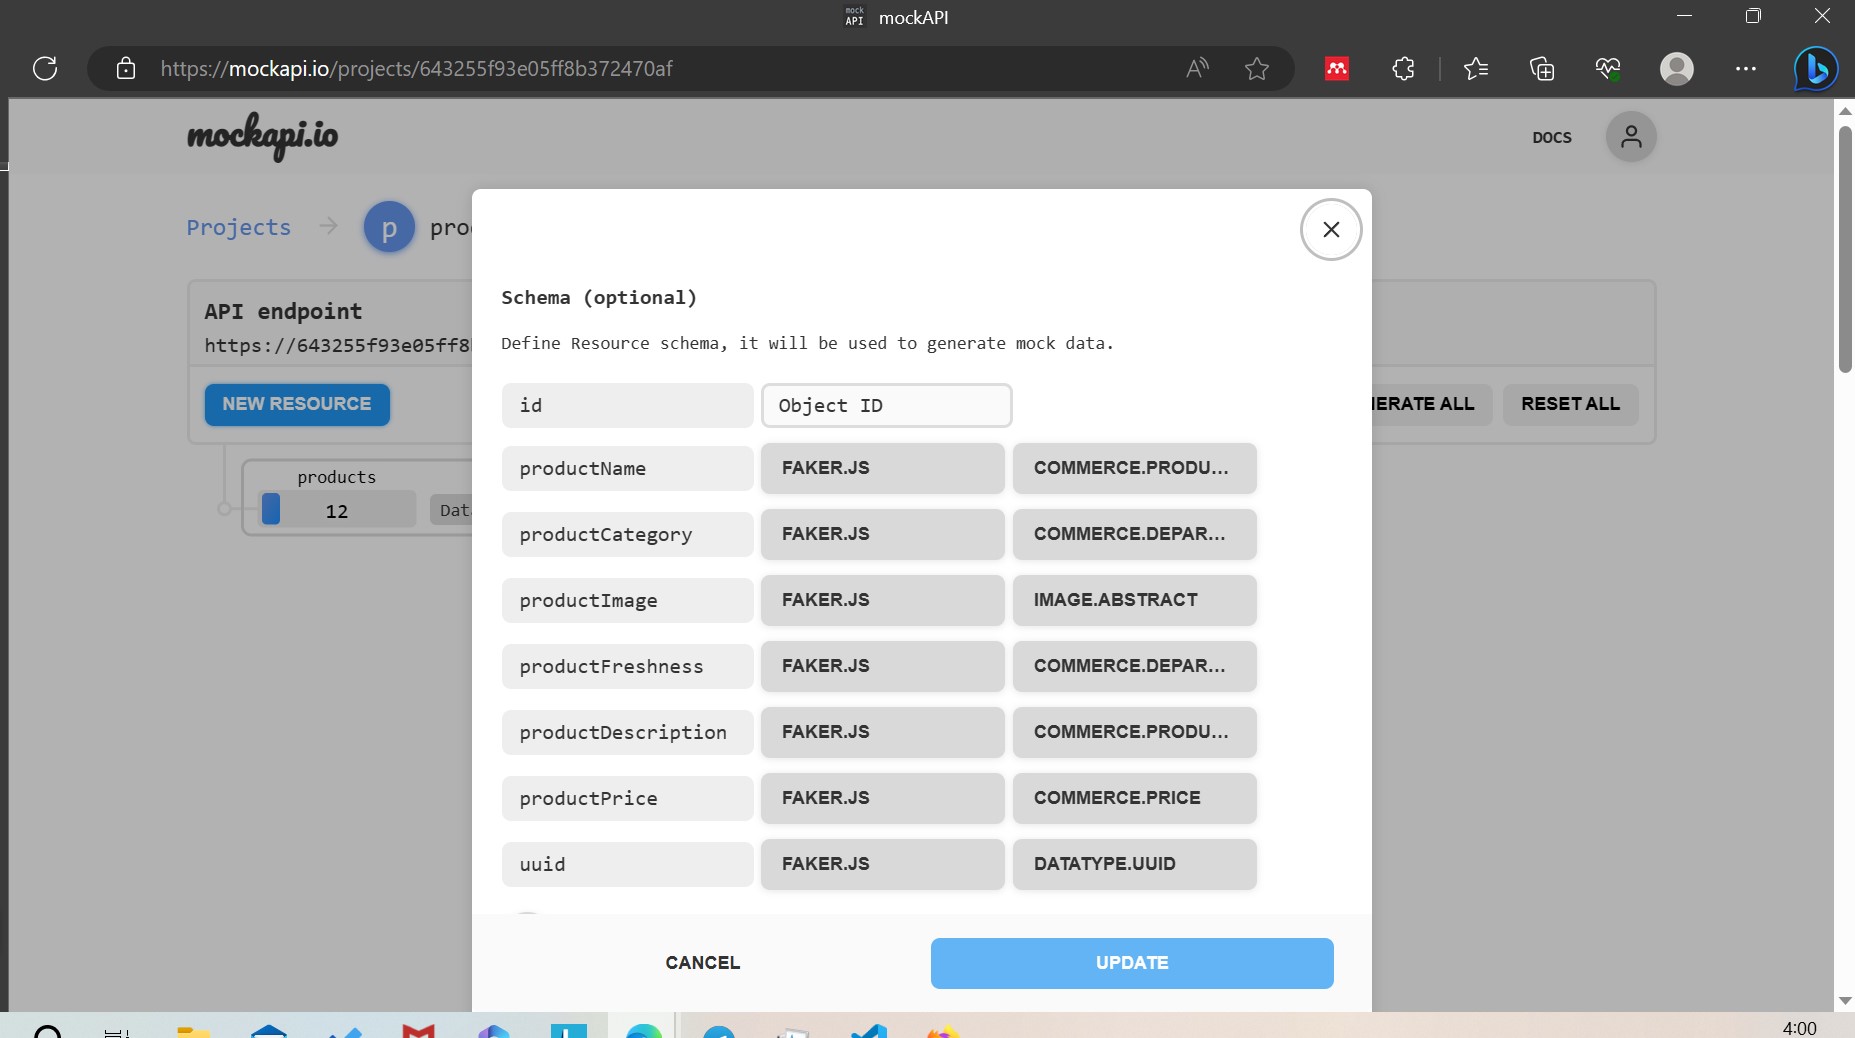 mock
API
mockAPI
https://mockapi.io/projects/643255f93e05ff8b372470af
mockapi.io
DOCS
Projects
p
pro
API endpoint
https://643255f93e05ff8
NEW RESOURCE
ERATE ALL
RESET ALL
products
12
Dat
Schema (optional)
Define Resource schema, it will be used to generate mock data.
id Object ID
productName FAKER.JS COMMERCE.PRODU...
productCategory FAKER.JS COMMERCE.DEPAR...
productImage FAKER.JS IMAGE.ABSTRACT
productFreshness FAKER.JS COMMERCE.DEPAR...
productDescription FAKER.JS COMMERCE.PRODU...
productPrice FAKER.JS COMMERCE.PRICE
uuid FAKER.JS DATATYPE.UUID
CANCEL UPDATE
4:00